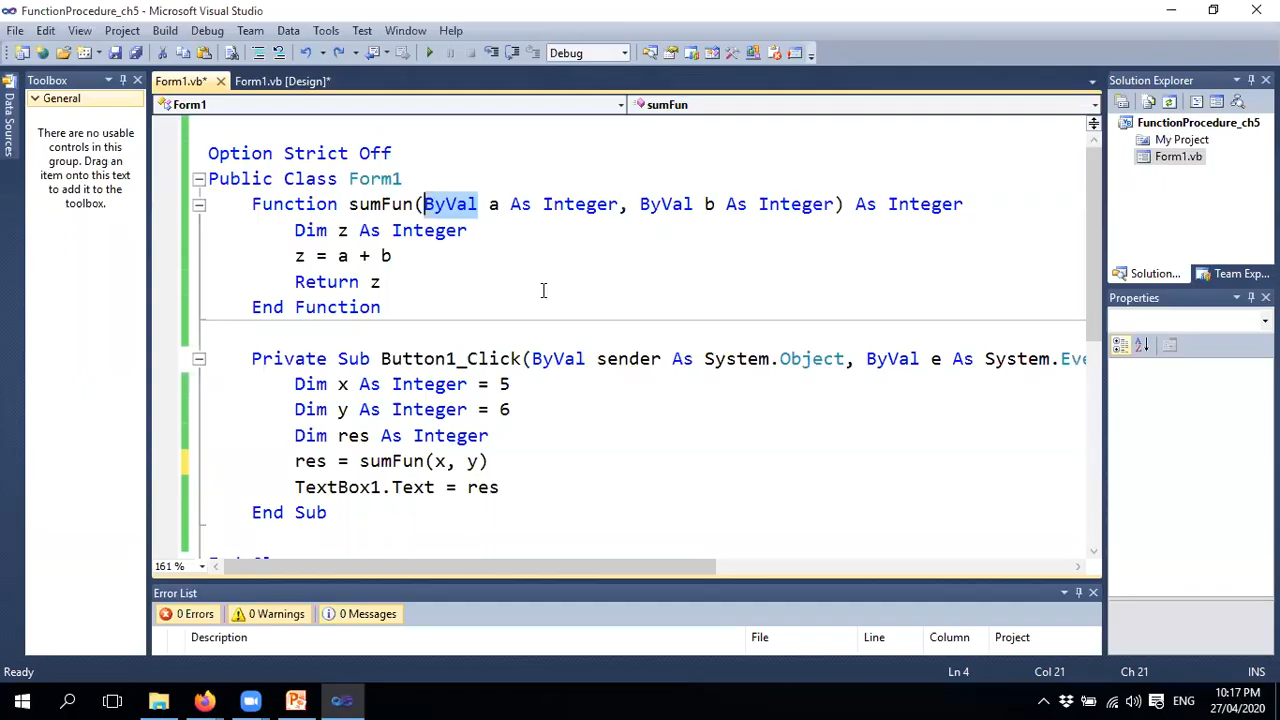 FunctionProcedure_ch5 - Microsoft Visual Studio
File Edit View Project Build Debug Team Data Tools Test Window Help
Debug
Toolbox
General
There are no usable
controls in this
group. Drag an
item onto this text
to add it to the
toolbox.
Data Sources
Form1.vb* Form1.vb [Design]*
Form1 sumFun
Option Strict Off
Public Class Form1
Function sumFun(ByVal a As Integer, ByVal b As Integer) As Integer
Dim z As Integer
z = a + b
Return z
End Function
Private Sub Button1_Click(ByVal sender As System.Object, ByVal e As System.Eve
Dim x As Integer = 5
Dim y As Integer = 6
Dim res As Integer
res = sumFun(x, y)
TextBox1.Text = res
End Sub
161 %
Error List
0 Errors 0 Warnings 0 Messages
Description File Line Column Project
Solution Explorer
FunctionProcedure_ch5
My Project
Form1.vb
Solution... Team Exp...
Properties
Ready Ln 4 Col 21 Ch 21 INS
ENG
10:17 PM
27/04/2020